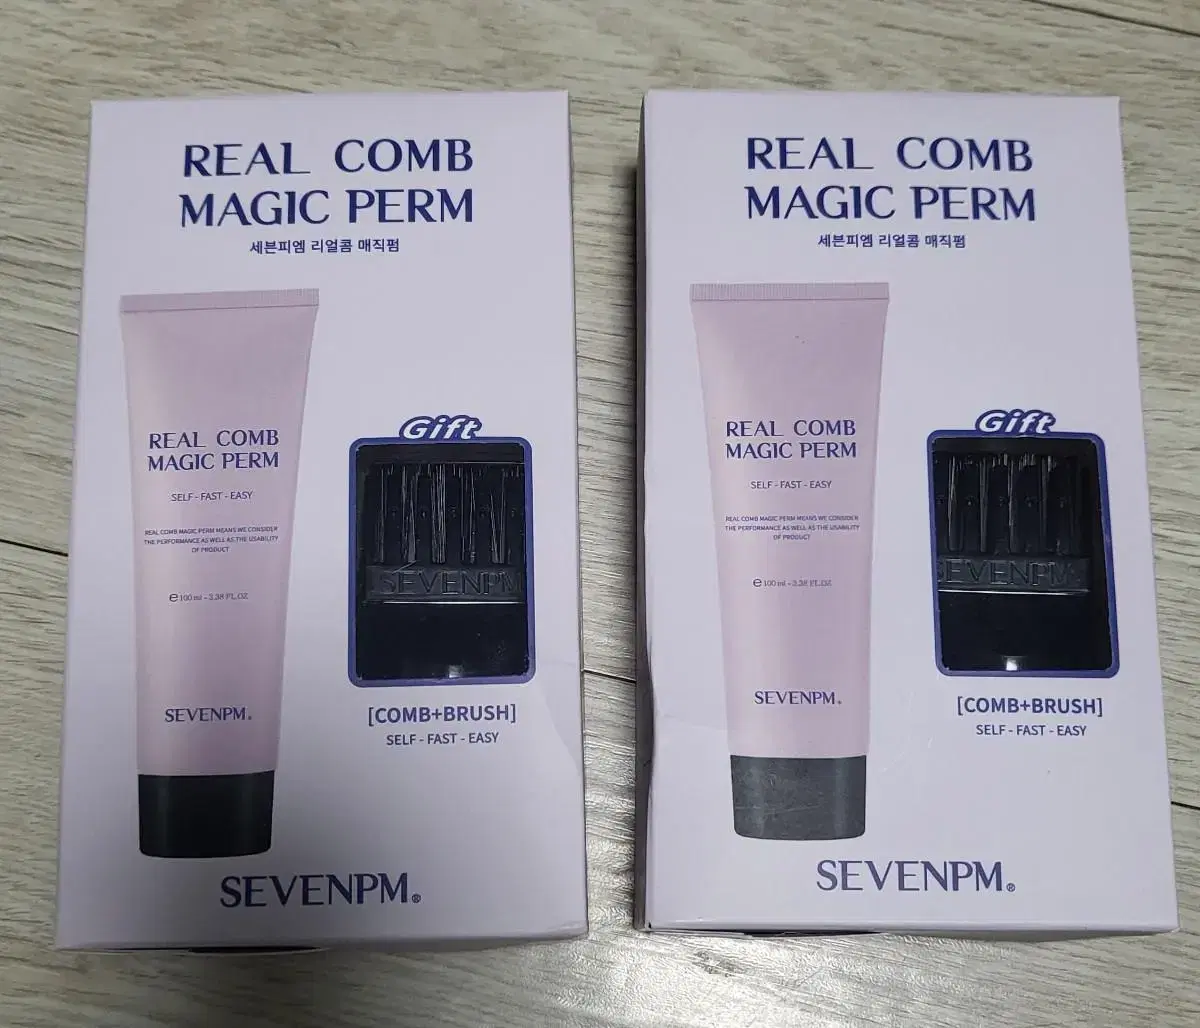 REAL COMB
MAGIC PERM
세븐피엠 리얼콤 매직펌
REAL COMB
MAGIC PERM
SELF - FAST - EASY
REAL COMB MAGIC PERM MEANS WE CONSIDER
THE PERFORMANCE AS WELL AS THE USABILITY
OF PRODUCT
℮ 100 ml - 3.38 FL.OZ
SEVENPM®
Gift
SEVENPM
[COMB+BRUSH]
SELF - FAST - EASY
SEVENPM®
REAL COMB
MAGIC PERM
세븐피엠 리얼콤 매직펌
REAL COMB
MAGIC PERM
SELF - FAST - EASY
REAL COMB MAGIC PERM MEANS WE CONSIDER
THE PERFORMANCE AS WELL AS THE USABILITY
OF PRODUCT
℮ 100 ml - 3.38 FL.OZ
SEVENPM®
Gift
SEVENPM
[COMB+BRUSH]
SELF - FAST - EASY
SEVENPM®